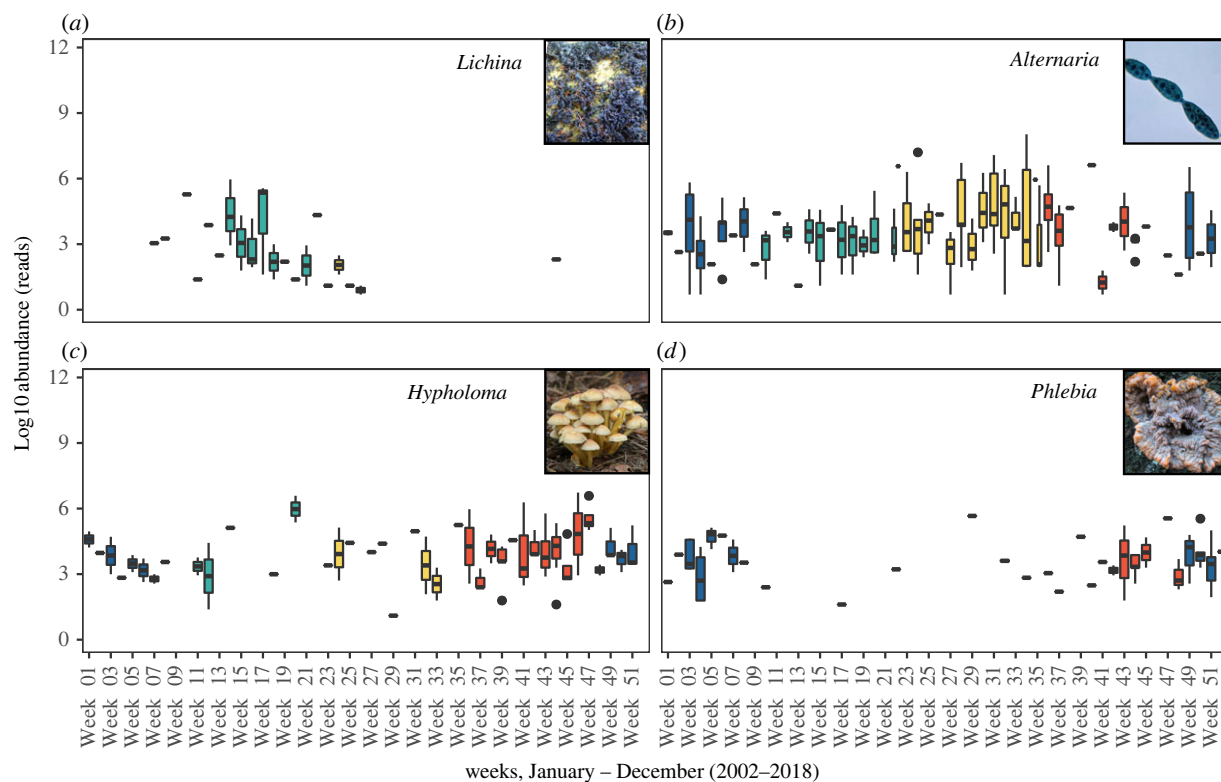 (a)
(b)
12
9
6
3
0
Lichina
Alternaria
(c)
(d)
12
9
6
3
0
Hypholoma
Phlebia
Log10 abundance (reads)
Week 01
Week 03
Week 05
Week 07
Week 09
Week 11
Week 13
Week 15
Week 17
Week 19
Week 21
Week 23
Week 25
Week 27
Week 29
Week 31
Week 33
Week 35
Week 37
Week 39
Week 41
Week 43
Week 45
Week 47
Week 49
Week 51
Week 01
Week 03
Week 05
Week 07
Week 09
Week 11
Week 13
Week 15
Week 17
Week 19
Week 21
Week 23
Week 25
Week 27
Week 29
Week 31
Week 33
Week 35
Week 37
Week 39
Week 41
Week 43
Week 45
Week 47
Week 49
Week 51
weeks, January – December (2002–2018)